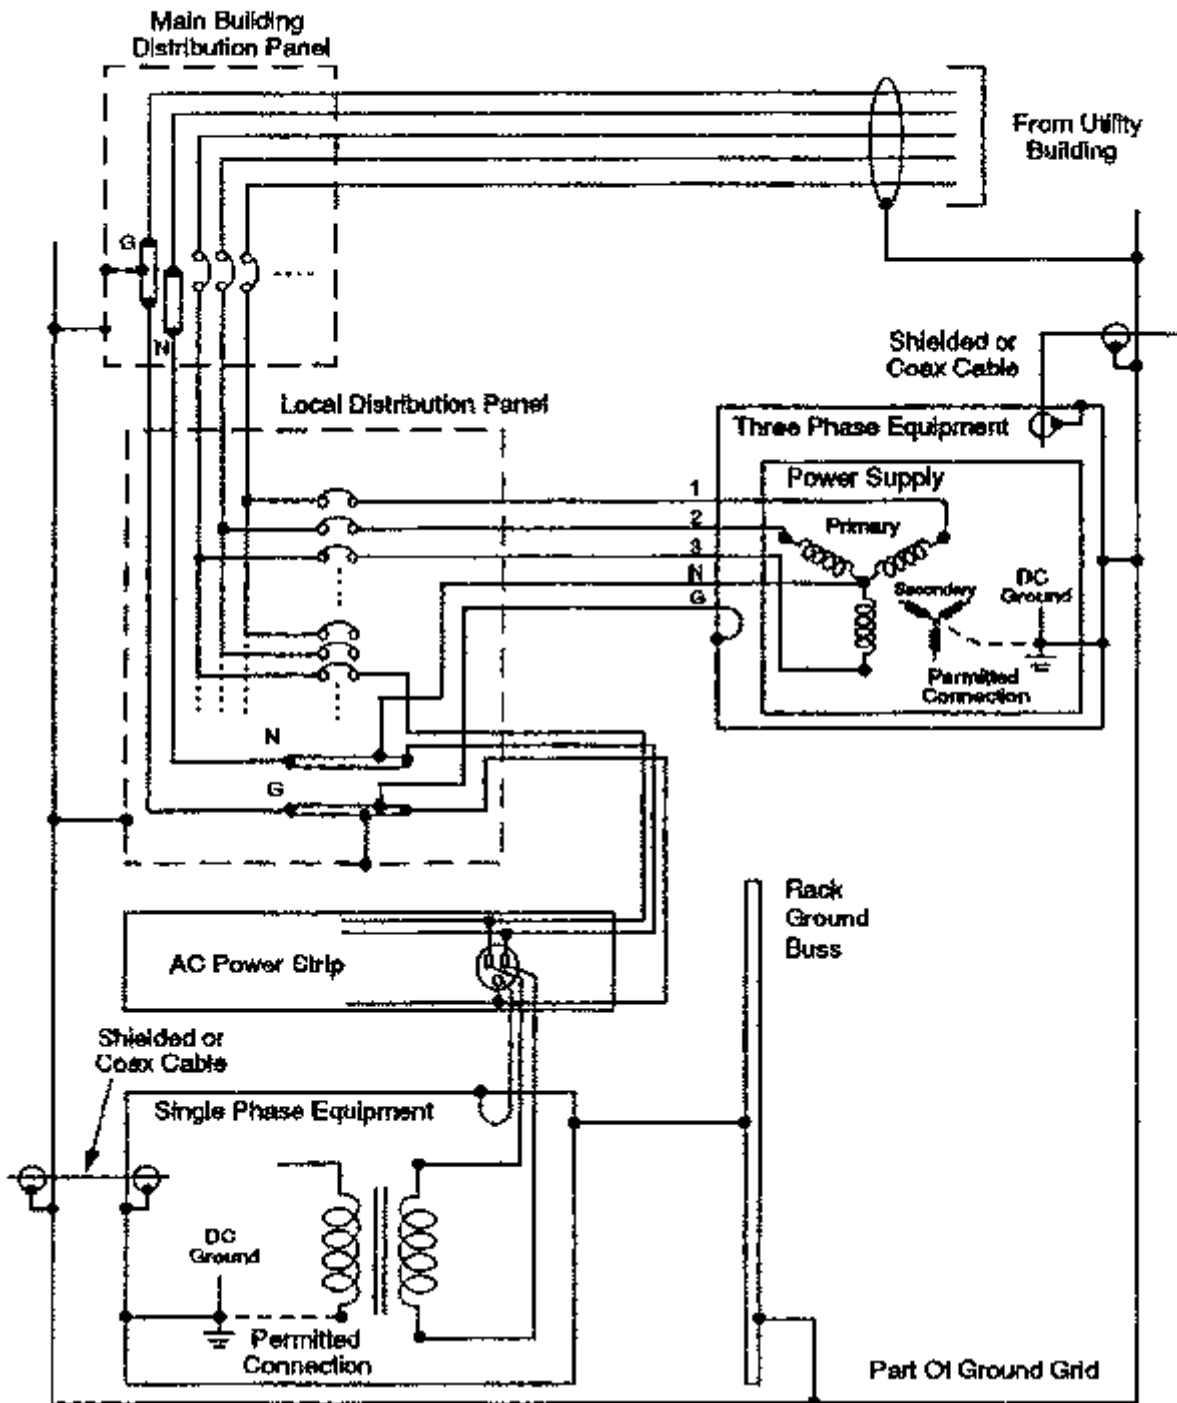 Main Building
Distribution Panel
From Utility
Building
G
N
Shielded or
Coax Cable
Local Distribution Panel
Three Phase Equipment
Power Supply
1
2
Primary
3
N
Secondary
DC
Ground
G
Permitted
Connection
N
G
Rack
Ground
Buss
AC Power Strip
Shielded or
Coax Cable
Single Phase Equipment
DC
Ground
Permitted
Connection
Part Of Ground Grid